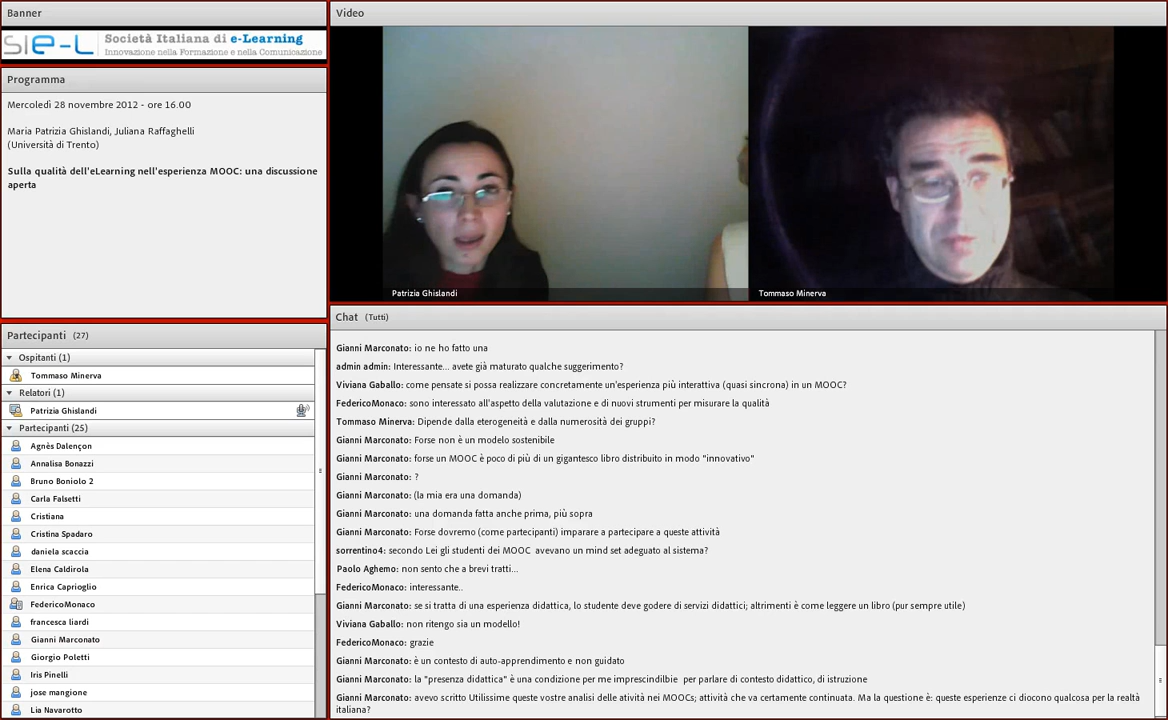 Banner
sie-L Società Italiana di e-Learning
Innovazione nella Formazione e nella Comunicazione
Programma
Mercoledì 28 novembre 2012 - ore 16.00
Maria Patrizia Ghislandi, Juliana Raffaghelli
(Università di Trento)
Sulla qualità dell'eLearning nell'esperienza MOOC: una discussione
aperta
Partecipanti (27)
Ospitanti (1)
Tommaso Minerva
Relatori (1)
Patrizia Ghislandi
Partecipanti (25)
Agnès Dalençon
Annalisa Bonazzi
Bruno Boniolo 2
Carla Falsetti
Cristiana
Cristina Spadaro
daniela scaccia
Elena Caldirola
Enrica Caprioglio
FedericoMonaco
francesca liardi
Gianni Marconato
Giorgio Poletti
Iris Pinelli
jose mangione
Lia Navarotto
Video
Patrizia Ghislandi
Tommaso Minerva
Chat (Tutti)
Gianni Marconato: io ne ho fatto una
admin admin: Interessante... avete già maturato qualche suggerimento?
Viviana Gaballo: come pensate si possa realizzare concretamente un'esperienza più interattiva (quasi sincrona) in un MOOC?
FedericoMonaco: sono interessato all'aspetto della valutazione e di nuovi strumenti per misurare la qualità
Tommaso Minerva: Dipende dalla eterogeneità e dalla numerosità dei gruppi?
Gianni Marconato: Forse non è un modelo sostenibile
Gianni Marconato: forse un MOOC è poco di più di un gigantesco libro distribuito in modo "innovativo"
Gianni Marconato: ?
Gianni Marconato: (la mia era una domanda)
Gianni Marconato: una domanda fatta anche prima, più sopra
Gianni Marconato: Forse dovremo (come partecipanti) imparare a partecipare a queste attività
sorrentino4: secondo Lei gli studenti dei MOOC avevano un mind set adeguato al sistema?
Paolo Aghemo: non sento che a brevi tratti...
FedericoMonaco: interessante..
Gianni Marconato: se si tratta di una esperienza didattica, lo studente deve godere di servizi didattici; altrimenti è come leggere un libro (pur sempre utile)
Viviana Gaballo: non ritengo sia un modello!
FedericoMonaco: grazie
Gianni Marconato: è un contesto di auto-apprendimento e non guidato
Gianni Marconato: la "presenza didattica" è una condizione per me imprescindilbie per parlare di contesto didattico, di istruzione
Gianni Marconato: avevo scritto Utilissime queste vostre analisi delle atività nei MOOCs; attività che va certamente continuata. Ma la questione è: queste esperienze ci diocono qualcosa per la realtà
italiana?